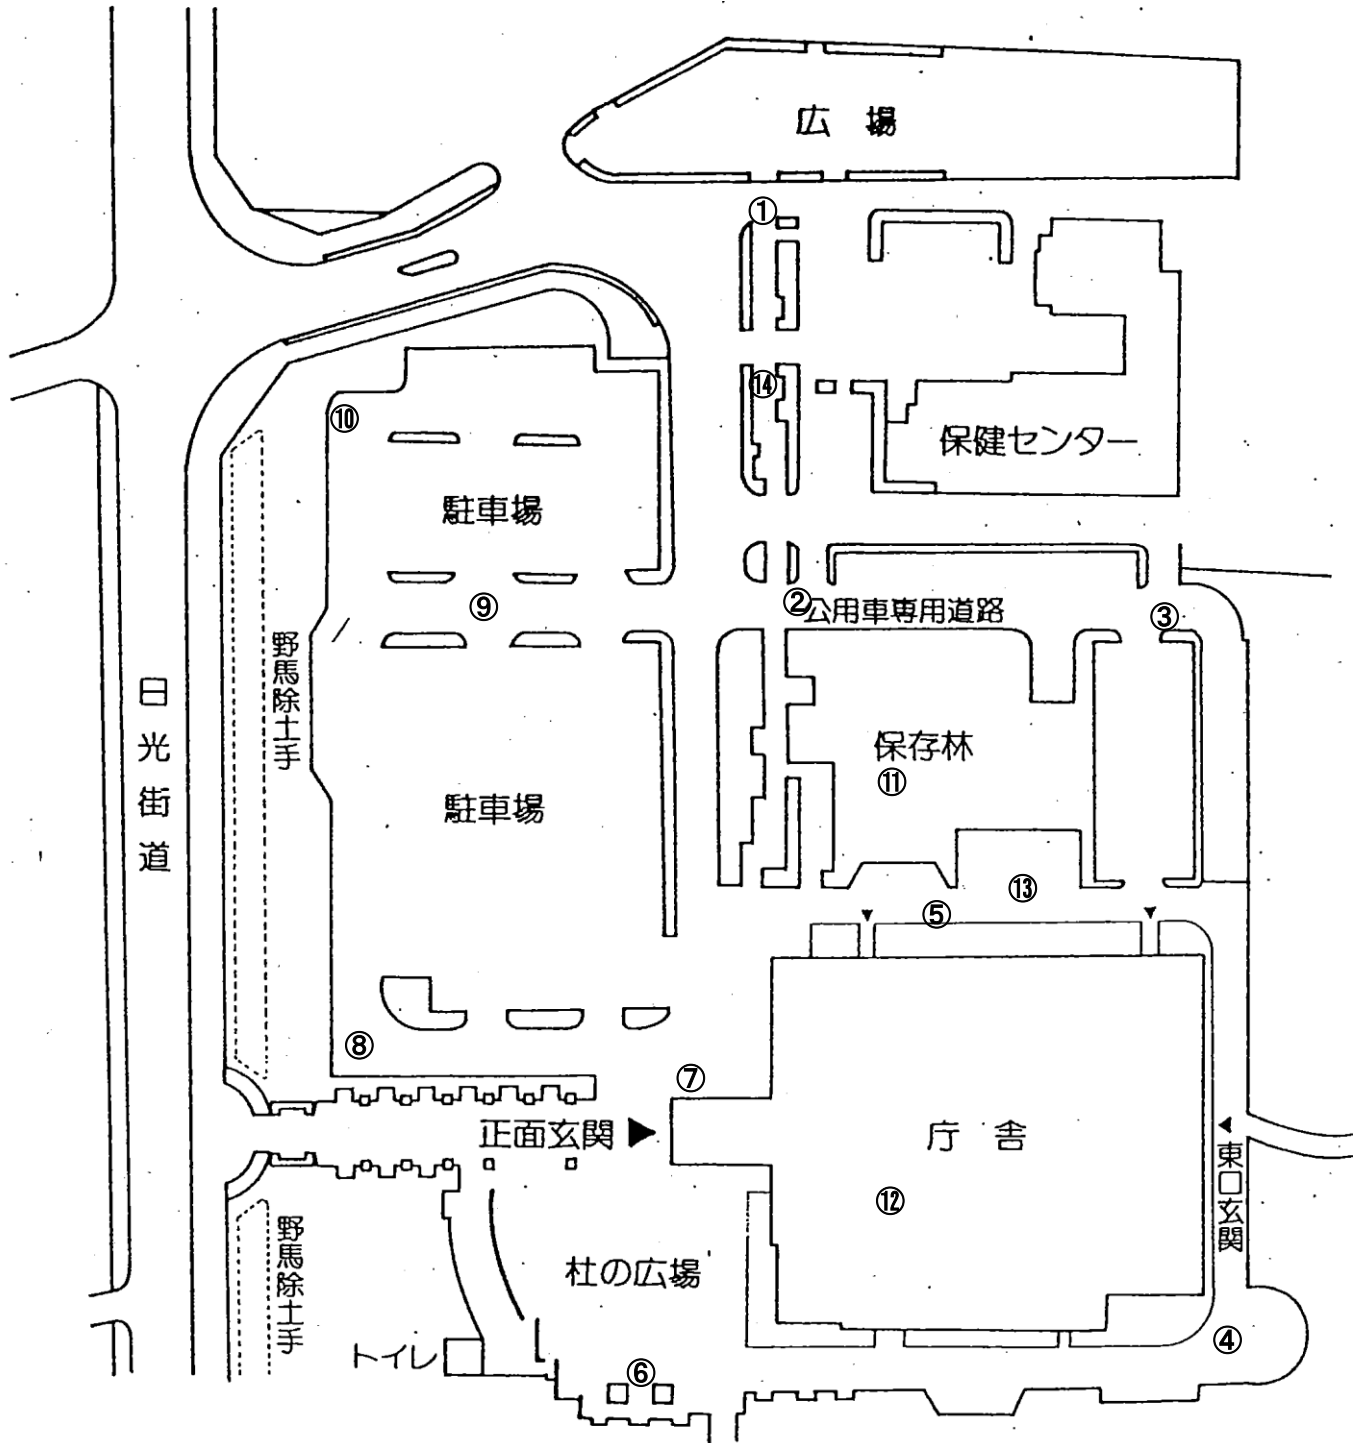 広 場
①
⑭
⑩
保健センター
駐車場
⑨
②
公用車専用道路
③
野馬除土手
日光街道
保存林
⑪
駐車場
⑬
⑤
⑧
⑦
正面玄関
庁 舎
東口玄関
⑫
野馬除土手
杜の広場
トイレ
④
⑥